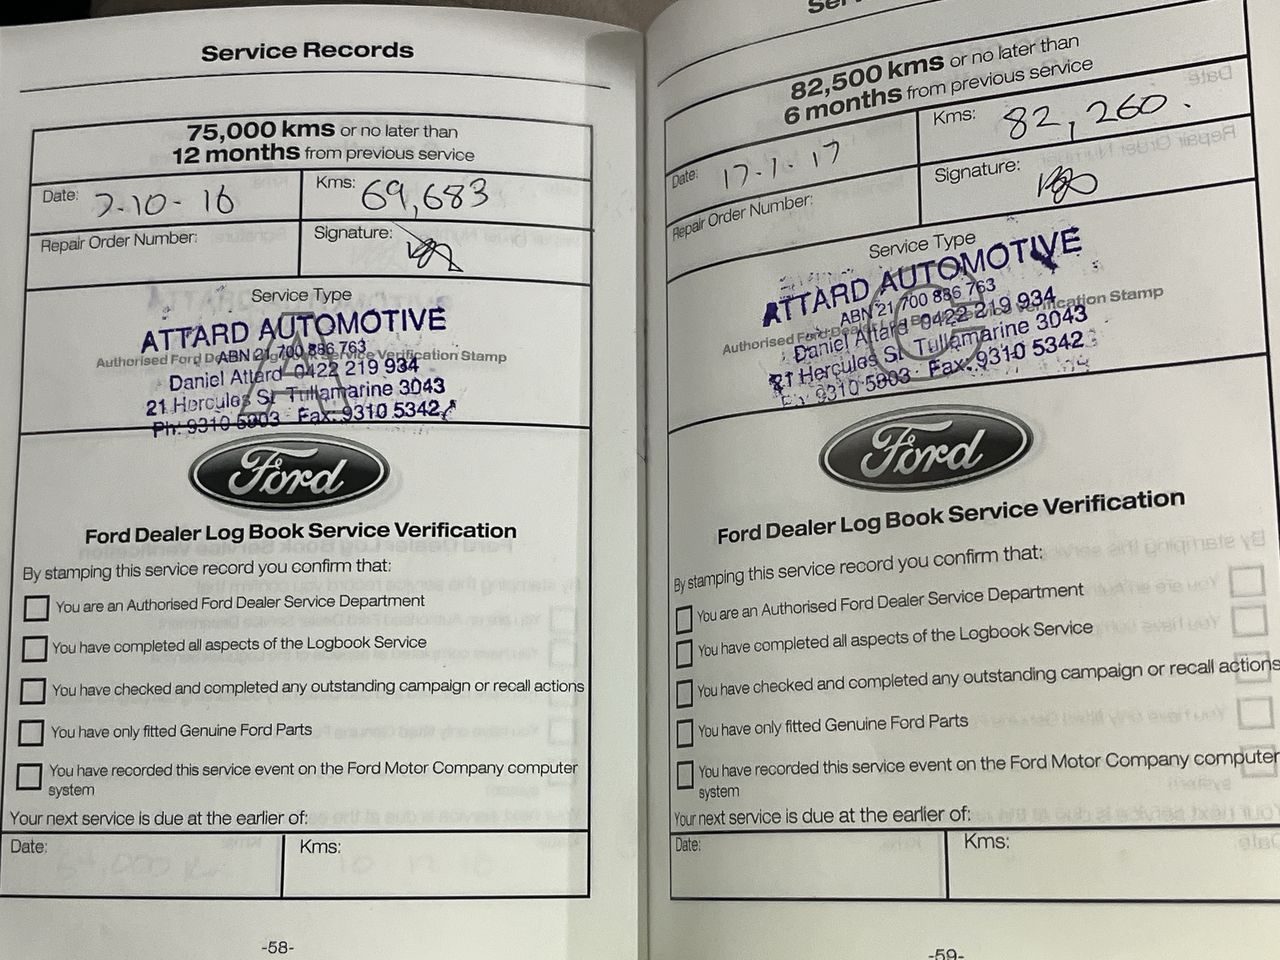 Service Records
75,000 kms or no later than
12 months from previous service
Date: 7-10-16
Kms: 69,683
Repair Order Number:
Signature:
Service Type
A
Authorised Ford Dealer Log Book Service Verification Stamp
ATTARD AUTOMOTIVE
ABN 21 700 886 763
Daniel Attard 0422 219 934
21 Hercules St Tullamarine 3043
Ph: 9310 5903 Fax: 9310 5342
Ford
Ford Dealer Log Book Service Verification
By stamping this service record you confirm that:
You are an Authorised Ford Dealer Service Department
You have completed all aspects of the Logbook Service
You have checked and completed any outstanding campaign or recall actions
You have only fitted Genuine Ford Parts
You have recorded this service event on the Ford Motor Company computer
system
Your next service is due at the earlier of:
Date:
Kms:
-58-
82,500 kms or no later than
6 months from previous service
Date: 17.1.17
Kms: 82,260.
Repair Order Number:
Signature:
Service Type
C
Authorised Ford Dealer Log Book Service Verification Stamp
ATTARD AUTOMOTIVE
ABN 21 700 886 763
Daniel Attard 0422 219 934
21 Hercules St Tullamarine 3043
Ph: 9310 5903 Fax: 9310 5342
Ford
Ford Dealer Log Book Service Verification
By stamping this service record you confirm that:
You are an Authorised Ford Dealer Service Department
You have completed all aspects of the Logbook Service
You have checked and completed any outstanding campaign or recall actions
You have only fitted Genuine Ford Parts
You have recorded this service event on the Ford Motor Company computer
system
Your next service is due at the earlier of:
Date:
Kms:
-59-